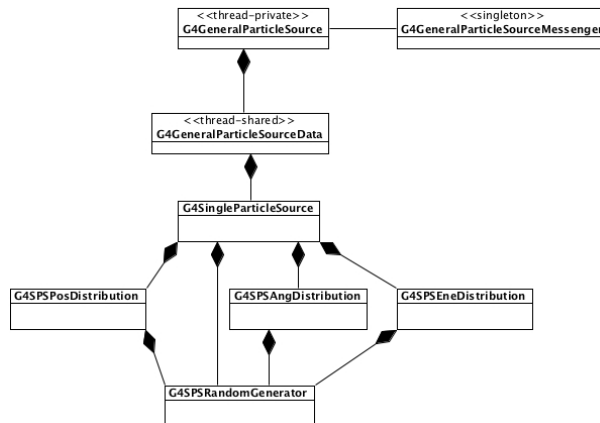 <<thread-private>>
G4GeneralParticleSource
<<singleton>>
G4GeneralParticleSourceMessenger
<<thread-shared>>
G4GeneralParticleSourceData
G4SingleParticleSource
G4SPSPosDistribution
G4SPSAngDistribution
G4SPSEneDistribution
G4SPSRandomGenerator